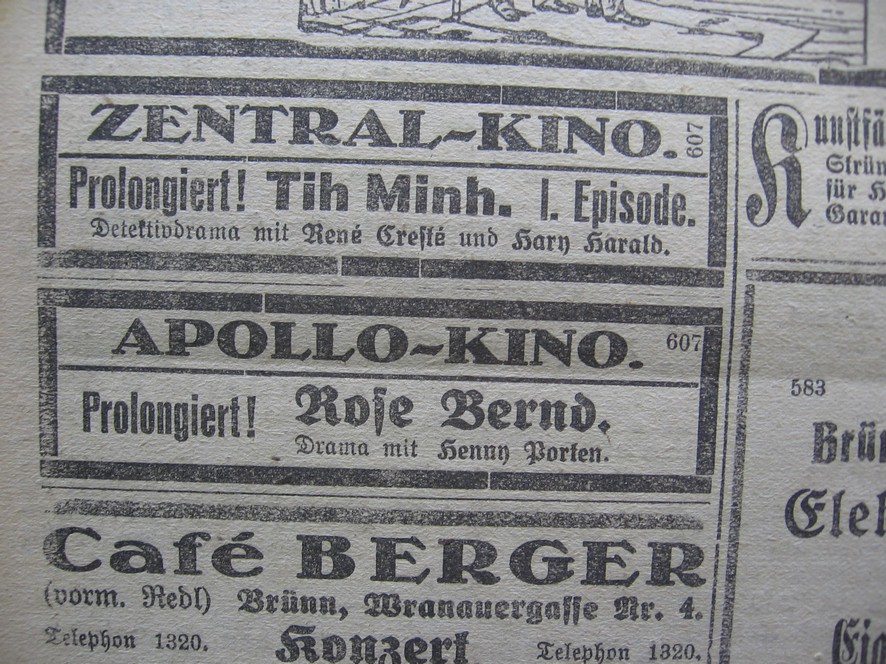 ZENTRAL-KINO. 607
Prolongiert! Tih Minh. I. Episode.
Detektivdrama mit René Cresté und Hary Harald.
APOLLO-KINO. 607
Prolongiert! Rose Bernd.
Drama mit Henny Porten.
Café BERGER
(vorm. Redl) Brünn, Wranauergasse Nr. 4.
Telephon 1320. Konzert Telephon 1320.
für
583